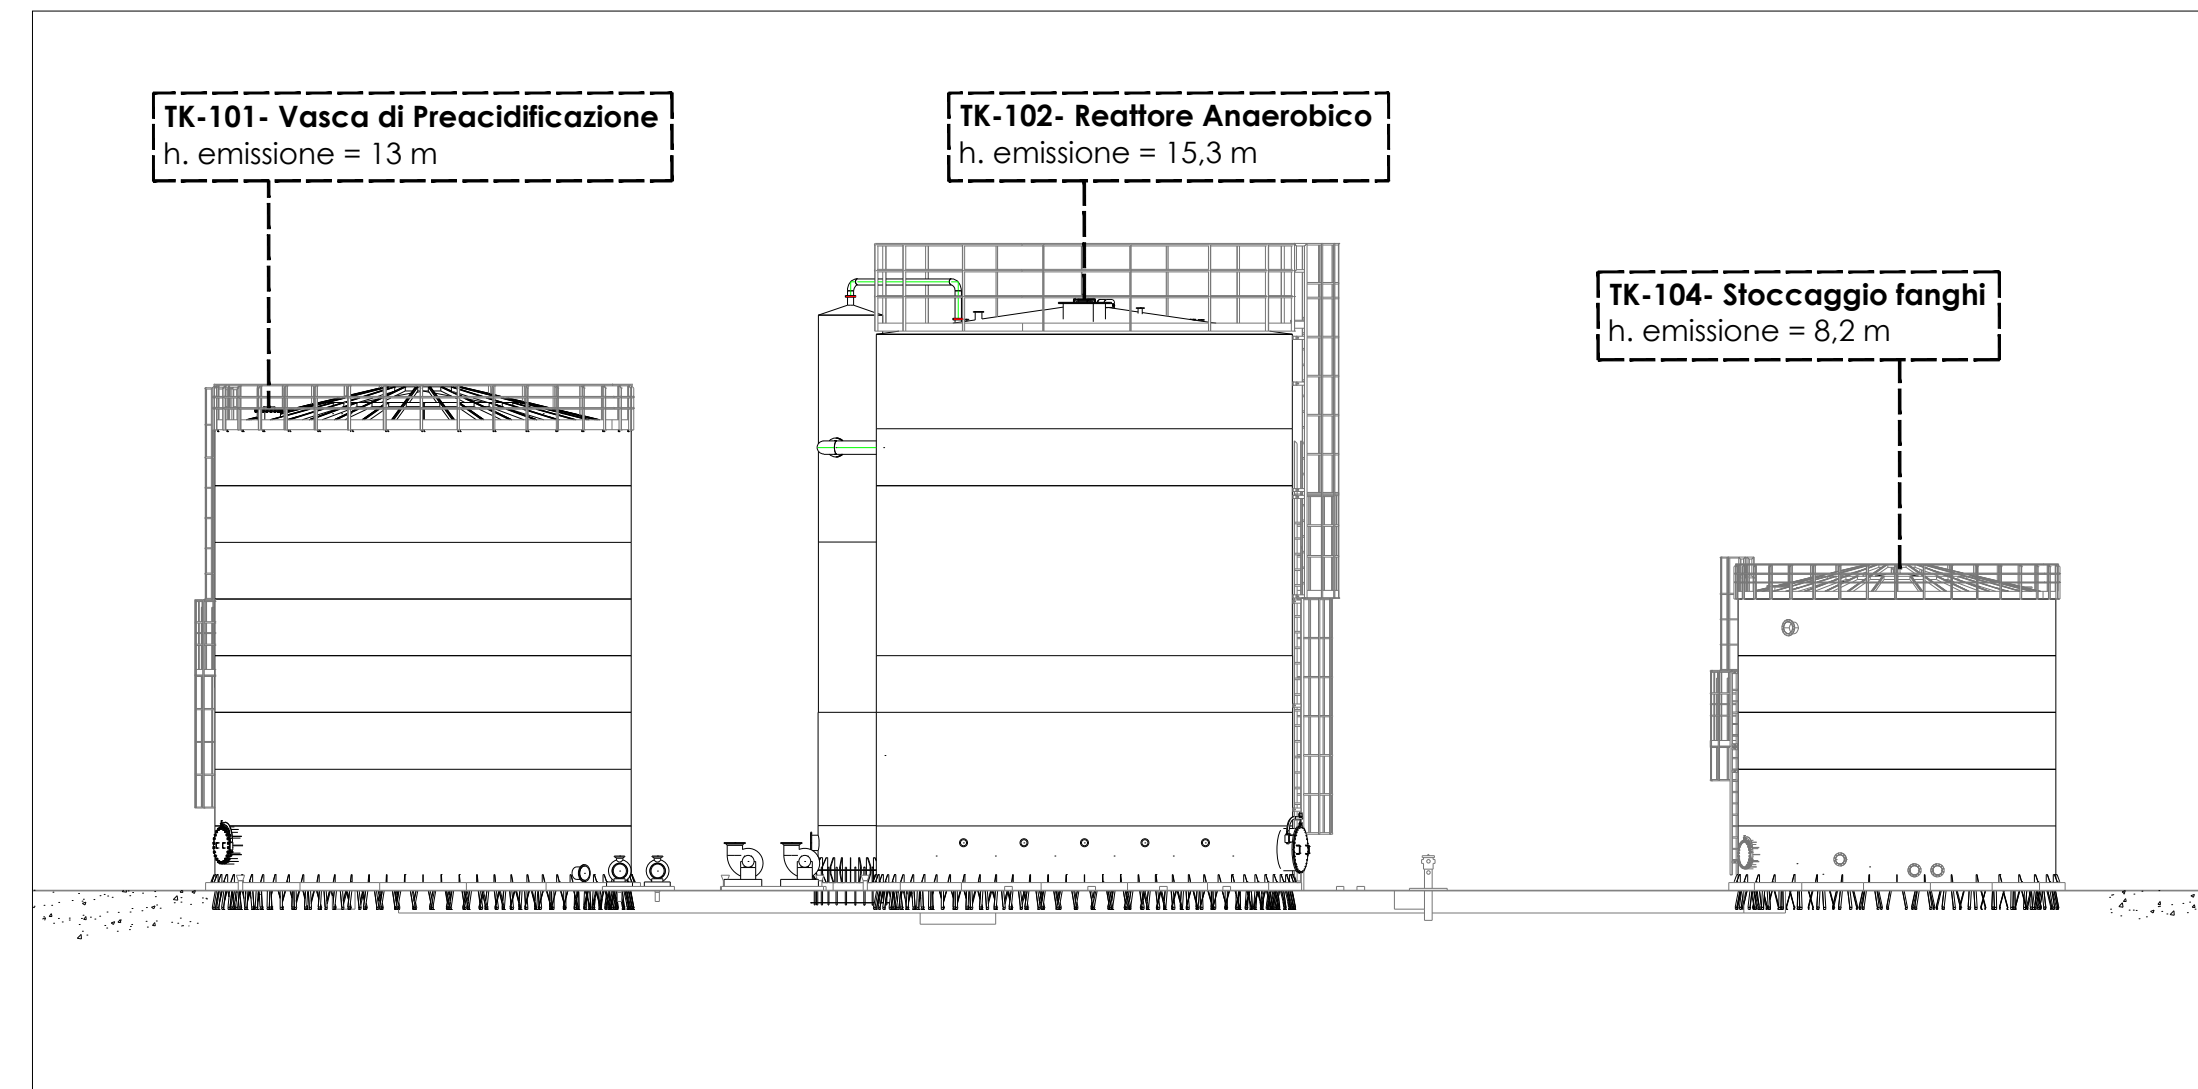 TK-101- Vasca di Preacidificazione
h. emissione = 13 m
TK-102- Reattore Anaerobico
h. emissione = 15,3 m
TK-104- Stoccaggio fanghi
h. emissione = 8,2 m